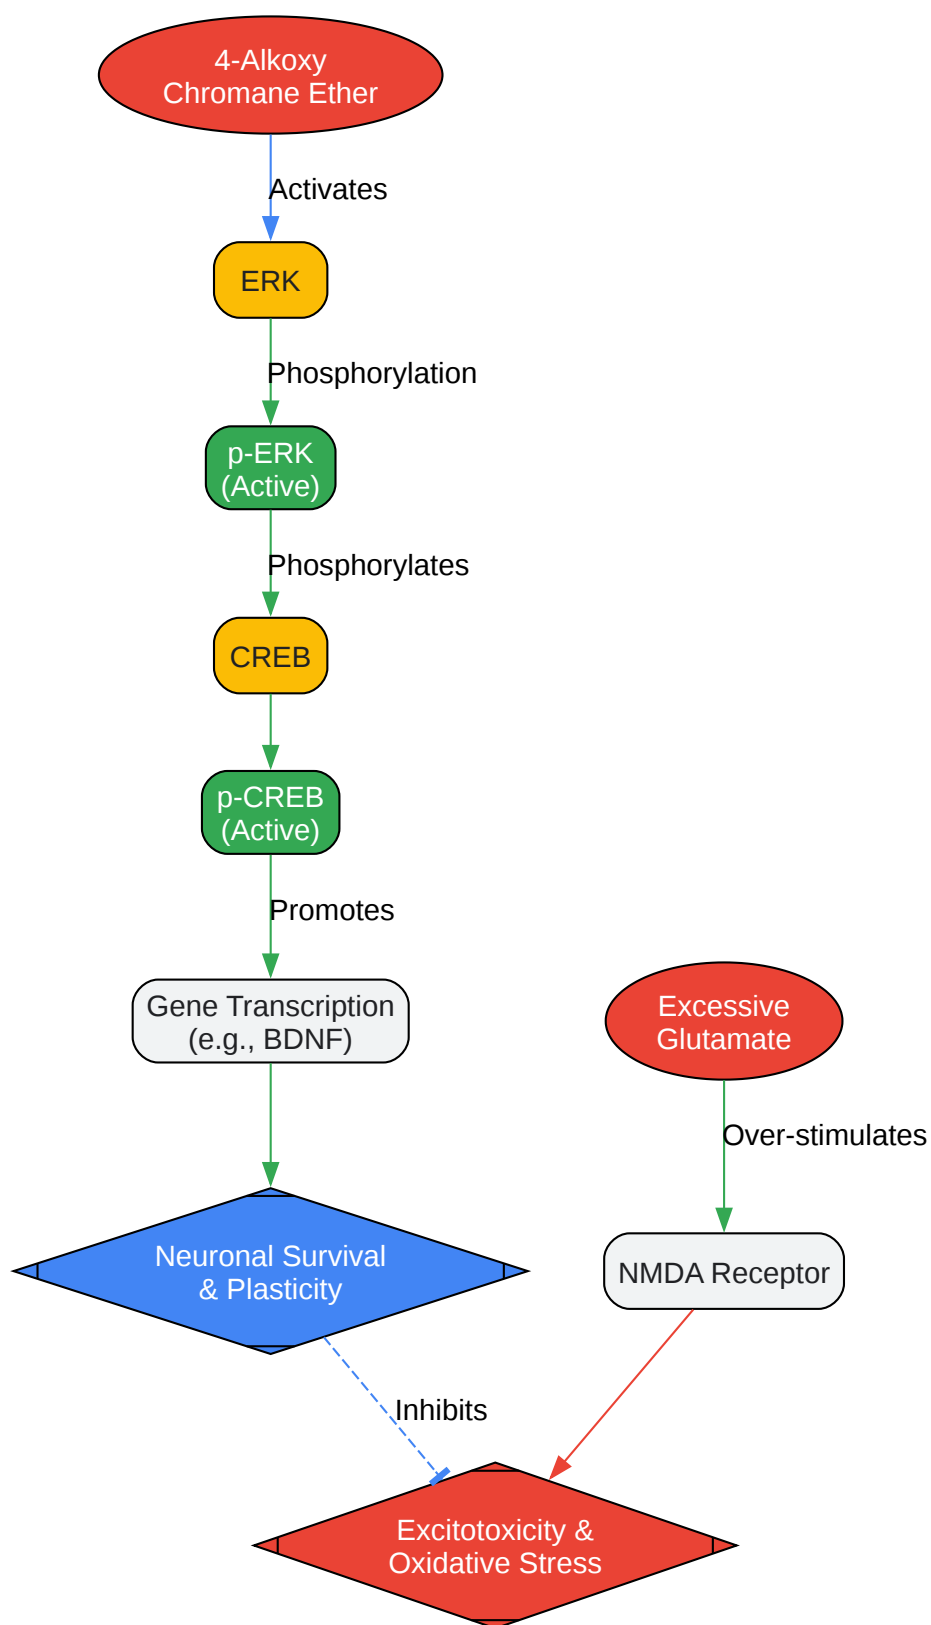 4-Alkoxy
Chromane Ether
Activates
ERK
Phosphorylation
p-ERK
(Active)
Phosphorylates
CREB
p-CREB
(Active)
Promotes
Gene Transcription
(e.g., BDNF)
Excessive
Glutamate
Over-stimulates
Neuronal Survival
& Plasticity
NMDA Receptor
Inhibits
Excitotoxicity &
Oxidative Stress